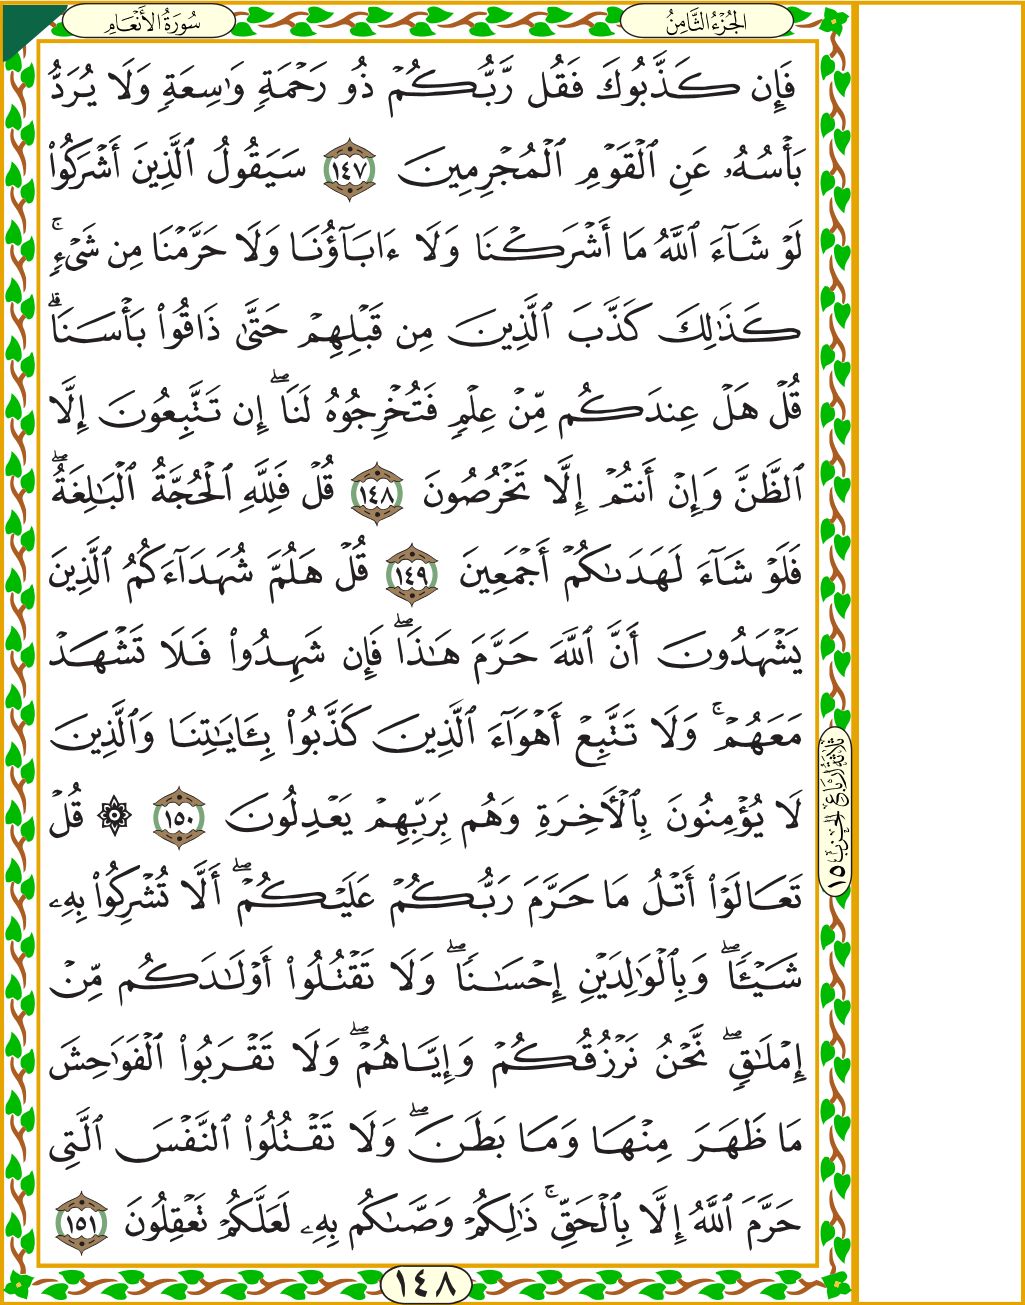 الجُزْءُ الثَّامِنُ
سُورَةُ الأَنْعَامِ
فَإِن كَذَّبُوكَ فَقُل رَّبُّكُمْ ذُو رَحْمَةٍ وَٰسِعَةٍ وَلَا يُرَدُّ
بَأْسُهُۥ عَنِ ٱلْقَوْمِ ٱلْمُجْرِمِينَ ١٤٧ سَيَقُولُ ٱلَّذِينَ أَشْرَكُوا۟
لَوْ شَآءَ ٱللَّهُ مَآ أَشْرَكْنَا وَلَآ ءَابَآؤُنَا وَلَا حَرَّمْنَا مِن شَىْءٍ ۚ
كَذَٰلِكَ كَذَّبَ ٱلَّذِينَ مِن قَبْلِهِمْ حَتَّىٰ ذَاقُوا۟ بَأْسَنَا ۗ
قُلْ هَلْ عِندَكُم مِّنْ عِلْمٍ فَتُخْرِجُوهُ لَنَآ ۖ إِن تَتَّبِعُونَ إِلَّا
ٱلظَّنَّ وَإِنْ أَنتُمْ إِلَّا تَخْرُصُونَ ١٤٨ قُلْ فَلِلَّهِ ٱلْحُجَّةُ ٱلْبَٰلِغَةُ ۖ
فَلَوْ شَآءَ لَهَدَىٰكُمْ أَجْمَعِينَ ١٤٩ قُلْ هَلُمَّ شُهَدَآءَكُمُ ٱلَّذِينَ
يَشْهَدُونَ أَنَّ ٱللَّهَ حَرَّمَ هَٰذَا ۖ فَإِن شَهِدُوا۟ فَلَا تَشْهَدْ
مَعَهُمْ ۚ وَلَا تَتَّبِعْ أَهْوَآءَ ٱلَّذِينَ كَذَّبُوا۟ بِـَٔايَٰتِنَا وَٱلَّذِينَ
لَا يُؤْمِنُونَ بِٱلْـَٔاخِرَةِ وَهُم بِرَبِّهِمْ يَعْدِلُونَ ١٥٠ ۞ قُلْ
تَعَالَوْا۟ أَتْلُ مَا حَرَّمَ رَبُّكُمْ عَلَيْكُمْ ۖ أَلَّا تُشْرِكُوا۟ بِهِۦ
شَيْـًٔا ۖ وَبِٱلْوَٰلِدَيْنِ إِحْسَٰنًا ۖ وَلَا تَقْتُلُوٓا۟ أَوْلَٰدَكُم مِّنْ
إِمْلَٰقٍ ۖ نَّحْنُ نَرْزُقُكُمْ وَإِيَّاهُمْ ۖ وَلَا تَقْرَبُوا۟ ٱلْفَوَٰحِشَ
مَا ظَهَرَ مِنْهَا وَمَا بَطَنَ ۖ وَلَا تَقْتُلُوا۟ ٱلنَّفْسَ ٱلَّتِى
حَرَّمَ ٱللَّهُ إِلَّا بِٱلْحَقِّ ۚ ذَٰلِكُمْ وَصَّىٰكُم بِهِۦ لَعَلَّكُمْ تَعْقِلُونَ ١٥١
ثَلَاثَةُ أَرْبَاعِ الحِزْبِ ١٥
١٤٨